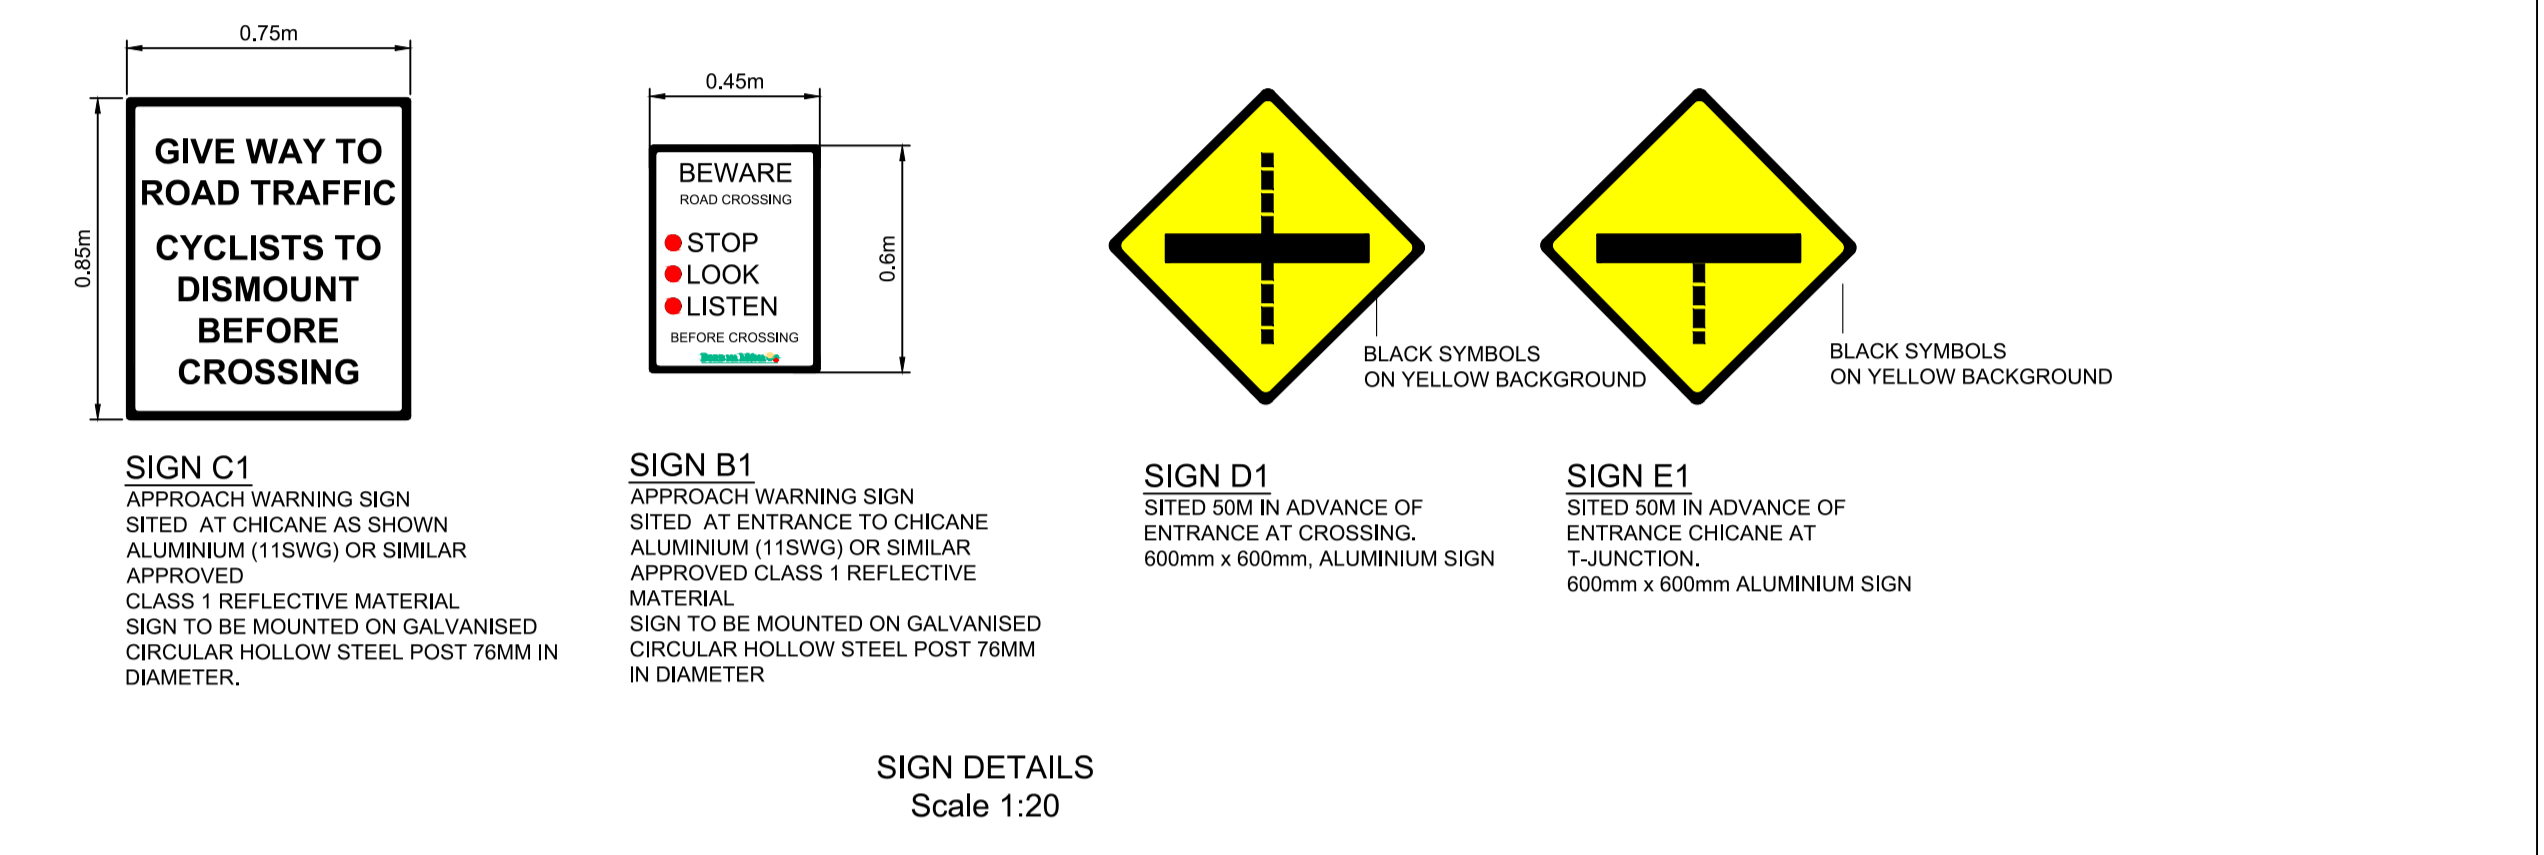 0.75m
0.85m
GIVE WAY TO
ROAD TRAFFIC
CYCLISTS TO
DISMOUNT
BEFORE
CROSSING
SIGN C1
APPROACH WARNING SIGN
SITED AT CHICANE AS SHOWN
ALUMINIUM (11SWG) OR SIMILAR
APPROVED
CLASS 1 REFLECTIVE MATERIAL
SIGN TO BE MOUNTED ON GALVANISED
CIRCULAR HOLLOW STEEL POST 76MM IN
DIAMETER.
0.45m
0.6m
BEWARE
ROAD CROSSING
STOP
LOOK
LISTEN
BEFORE CROSSING
SIGN B1
APPROACH WARNING SIGN
SITED AT ENTRANCE TO CHICANE
ALUMINIUM (11SWG) OR SIMILAR
APPROVED CLASS 1 REFLECTIVE
MATERIAL
SIGN TO BE MOUNTED ON GALVANISED
CIRCULAR HOLLOW STEEL POST 76MM
IN DIAMETER
BLACK SYMBOLS
ON YELLOW BACKGROUND
SIGN D1
SITED 50M IN ADVANCE OF
ENTRANCE AT CROSSING.
600mm x 600mm, ALUMINIUM SIGN
BLACK SYMBOLS
ON YELLOW BACKGROUND
SIGN E1
SITED 50M IN ADVANCE OF
ENTRANCE CHICANE AT
T-JUNCTION.
600mm x 600mm ALUMINIUM SIGN
SIGN DETAILS
Scale 1:20